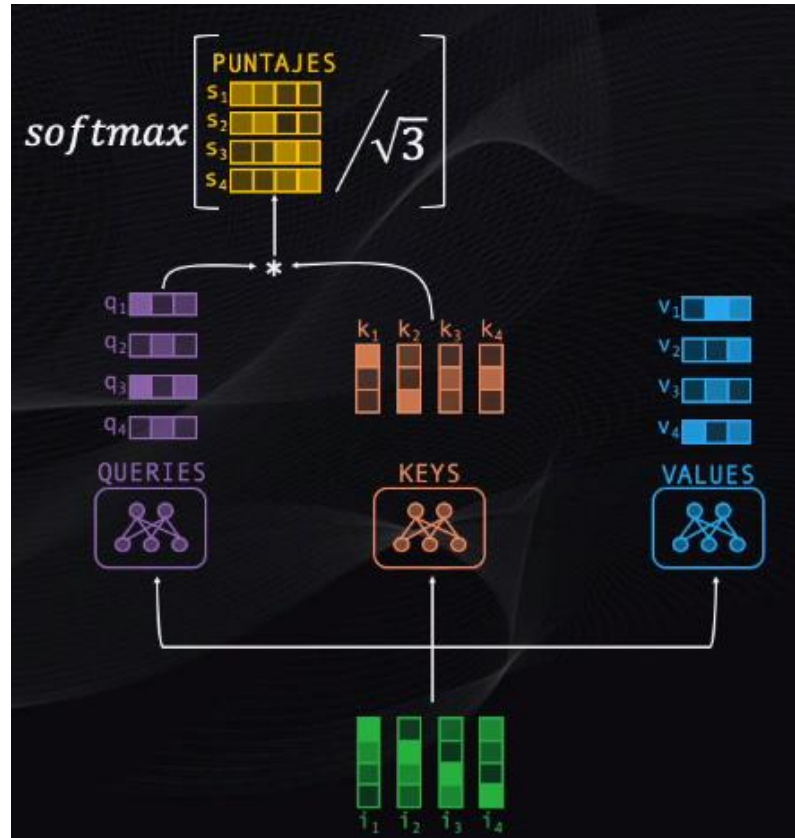 PUNTAJES
s₁
s₂
softmax
s₃
/√3
s₄
*
q₁
k₁ k₂ k₃ k₄
v₁
q₂
v₂
q₃
v₃
q₄
v₄
QUERIES KEYS VALUES
i₁ i₂ i₃ i₄